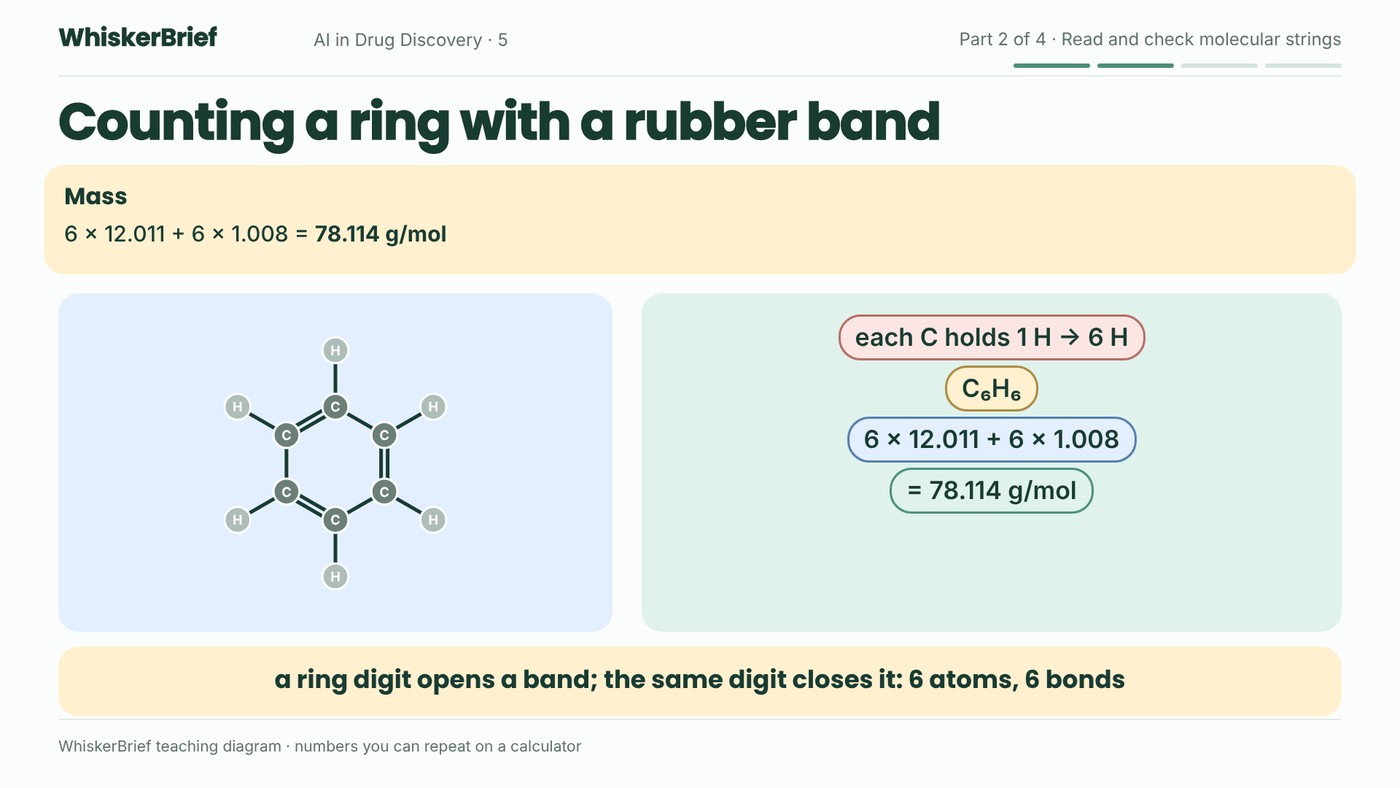 WhiskerBrief
AI in Drug Discovery · 5
Part 2 of 4 · Read and check molecular strings
Counting a ring with a rubber band
Mass
6 × 12.011 + 6 × 1.008 = 78.114 g/mol
H
H
C
H
C
C
C
C
H
C
H
H
each C holds 1 H → 6 H
C₆H₆
6 × 12.011 + 6 × 1.008
= 78.114 g/mol
a ring digit opens a band; the same digit closes it: 6 atoms, 6 bonds
WhiskerBrief teaching diagram · numbers you can repeat on a calculator